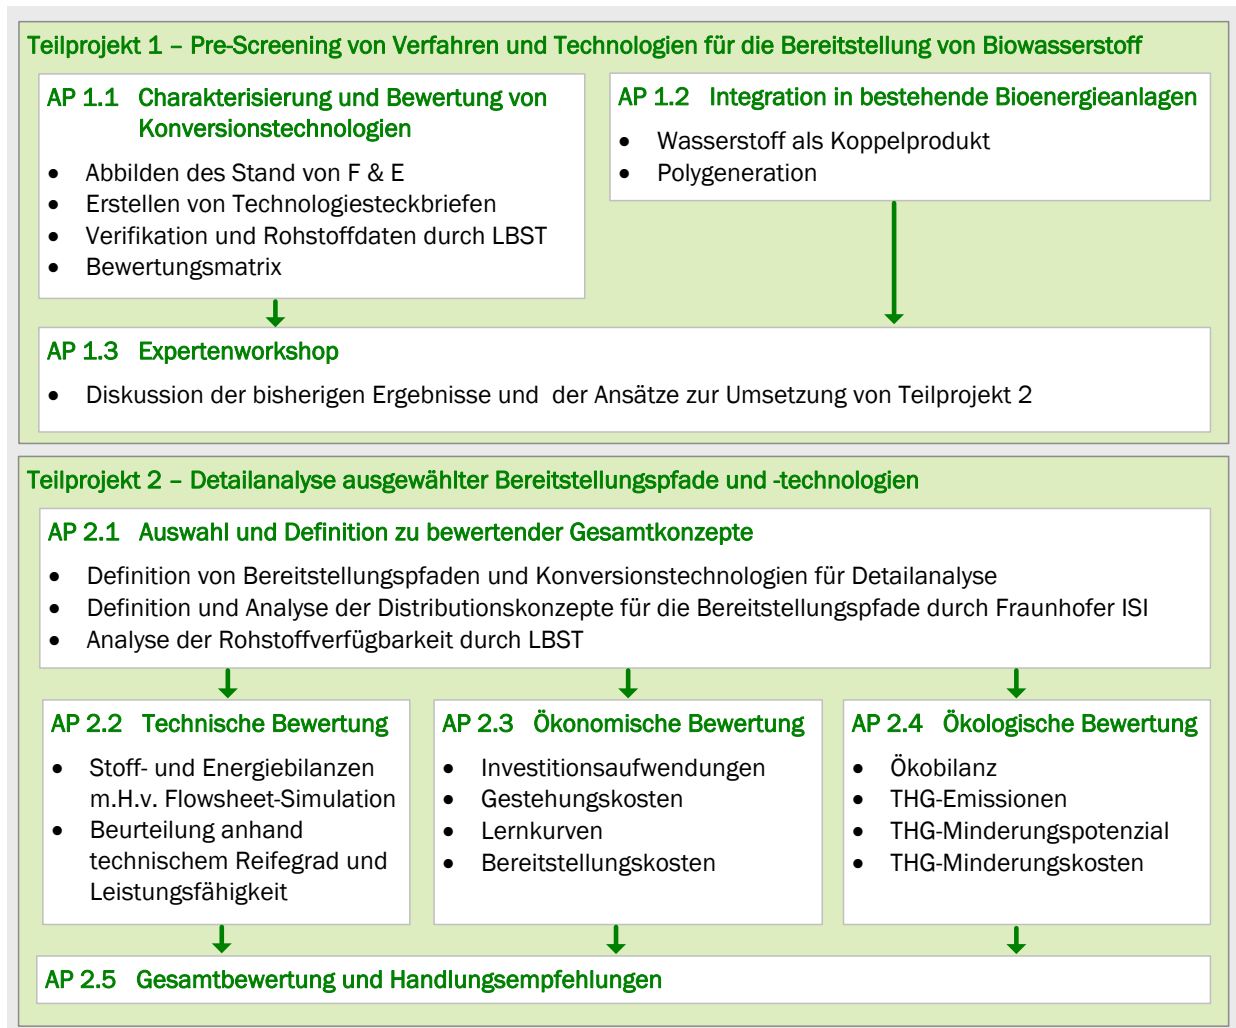 Teilprojekt 1 – Pre-Screening von Verfahren und Technologien für die Bereitstellung von Biowasserstoff
AP 1.1 Charakterisierung und Bewertung von
Konversionstechnologien
• Abbilden des Stand von F & E
• Erstellen von Technologiesteckbriefen
• Verifikation und Rohstoffdaten durch LBST
• Bewertungsmatrix
AP 1.2 Integration in bestehende Bioenergieanlagen
• Wasserstoff als Koppelprodukt
• Polygeneration
AP 1.3 Expertenworkshop
• Diskussion der bisherigen Ergebnisse und der Ansätze zur Umsetzung von Teilprojekt 2
Teilprojekt 2 – Detailanalyse ausgewählter Bereitstellungspfade und -technologien
AP 2.1 Auswahl und Definition zu bewertender Gesamtkonzepte
• Definition von Bereitstellungspfaden und Konversionstechnologien für Detailanalyse
• Definition und Analyse der Distributionskonzepte für die Bereitstellungspfade durch Fraunhofer ISI
• Analyse der Rohstoffverfügbarkeit durch LBST
AP 2.2 Technische Bewertung
• Stoff- und Energiebilanzen
m.H.v. Flowsheet-Simulation
• Beurteilung anhand
technischem Reifegrad und
Leistungsfähigkeit
AP 2.3 Ökonomische Bewertung
• Investitionsaufwendungen
• Gestehungskosten
• Lernkurven
• Bereitstellungskosten
AP 2.4 Ökologische Bewertung
• Ökobilanz
• THG-Emissionen
• THG-Minderungspotenzial
• THG-Minderungskosten
AP 2.5 Gesamtbewertung und Handlungsempfehlungen